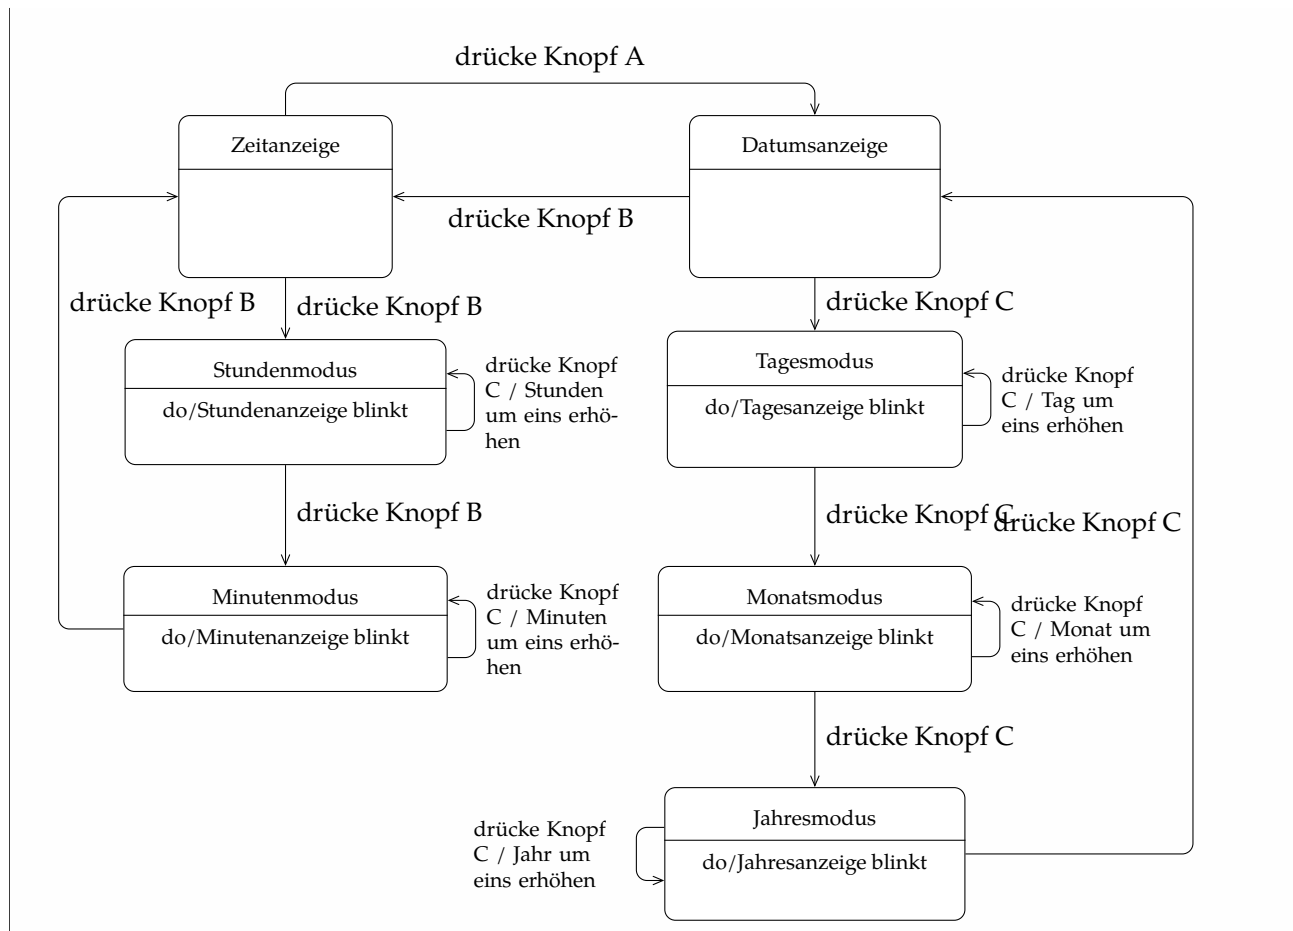 drücke Knopf A
Zeitanzeige
Datumsanzeige
drücke Knopf B
drücke Knopf B
drücke Knopf B
drücke Knopf C
Stundenmodus
do/Stundenanzeige blinkt
drücke Knopf
C / Stunden
um eins erhö-
hen
Tagesmodus
do/Tagesanzeige blinkt
drücke Knopf
C / Tag um
eins erhöhen
drücke Knopf B
drücke Knopf C
drücke Knopf C
Minutenmodus
do/Minutenanzeige blinkt
drücke Knopf
C / Minuten
um eins erhö-
hen
Monatsmodus
do/Monatsanzeige blinkt
drücke Knopf
C / Monat um
eins erhöhen
drücke Knopf C
drücke Knopf
C / Jahr um
eins erhöhen
Jahresmodus
do/Jahresanzeige blinkt